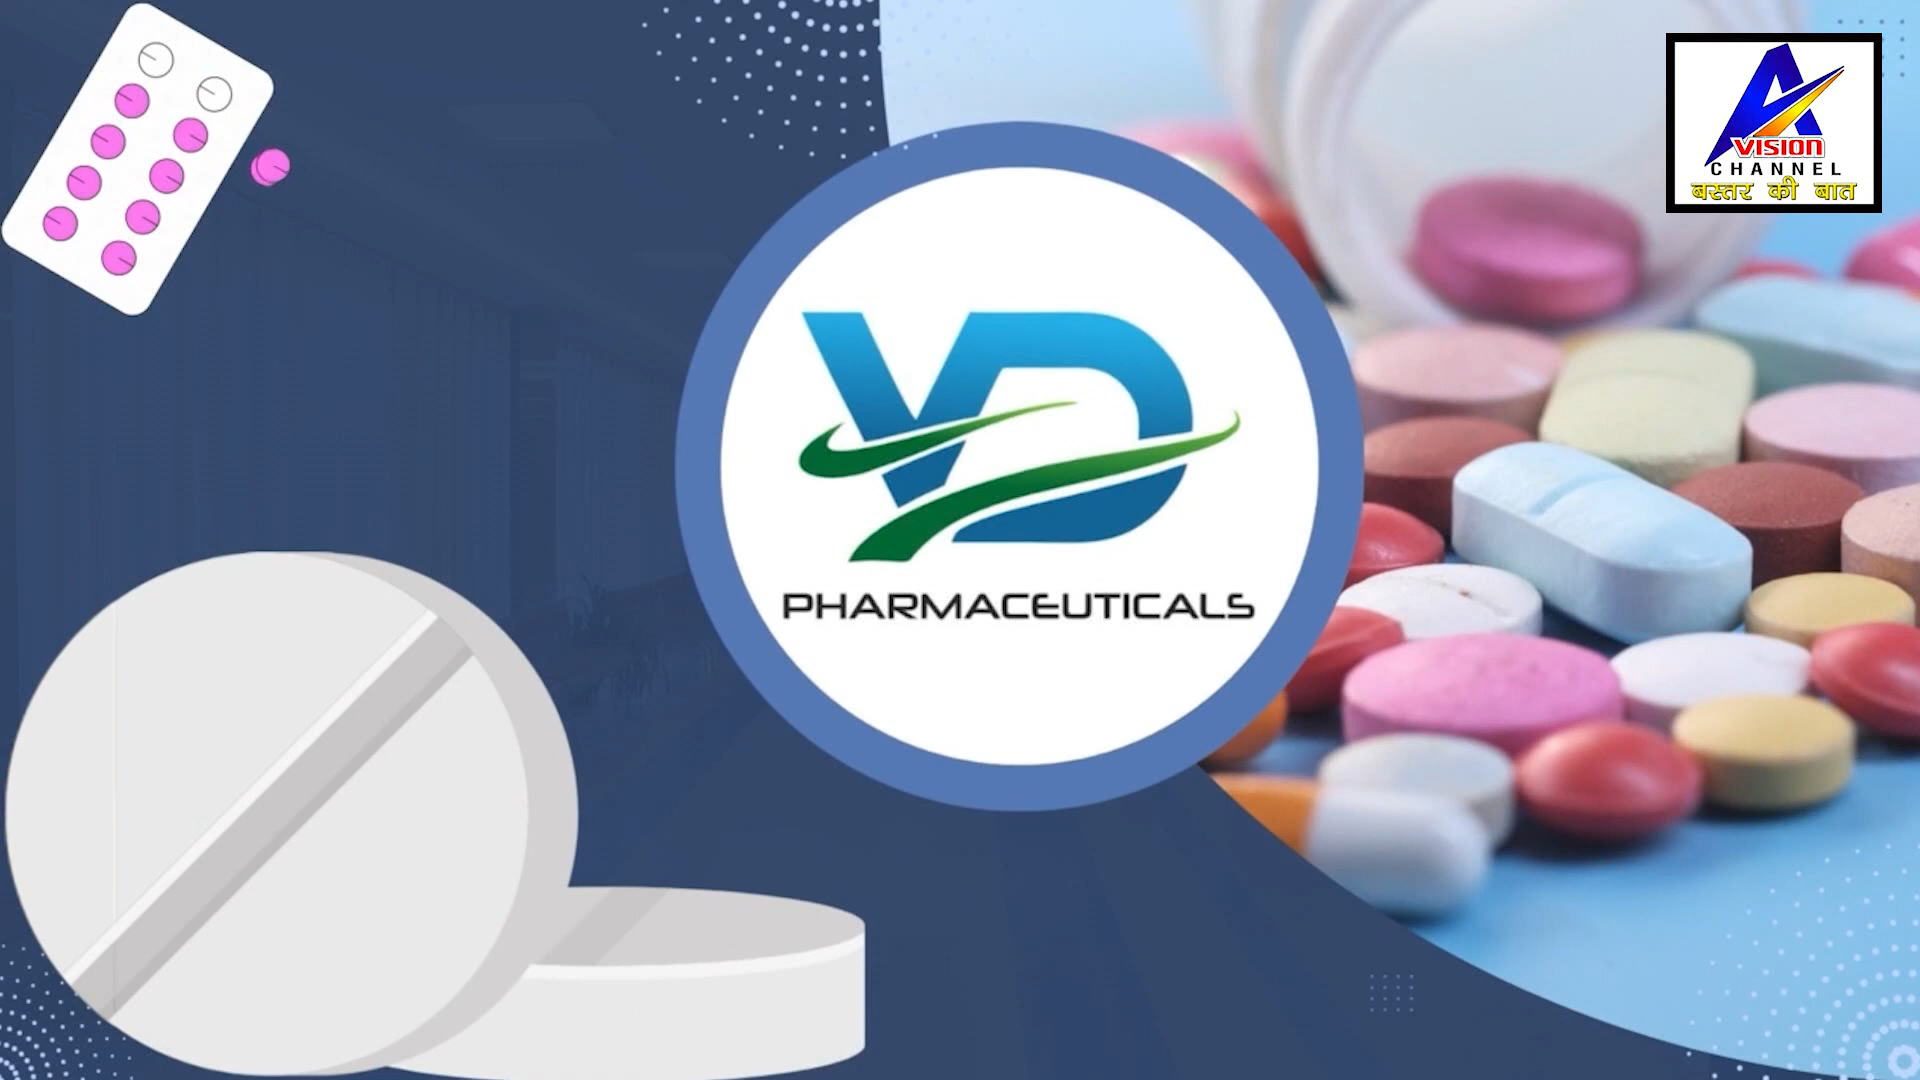 VD
PHARMACEUTICALS
A
VISION
CHANNEL
बस्तर की बात